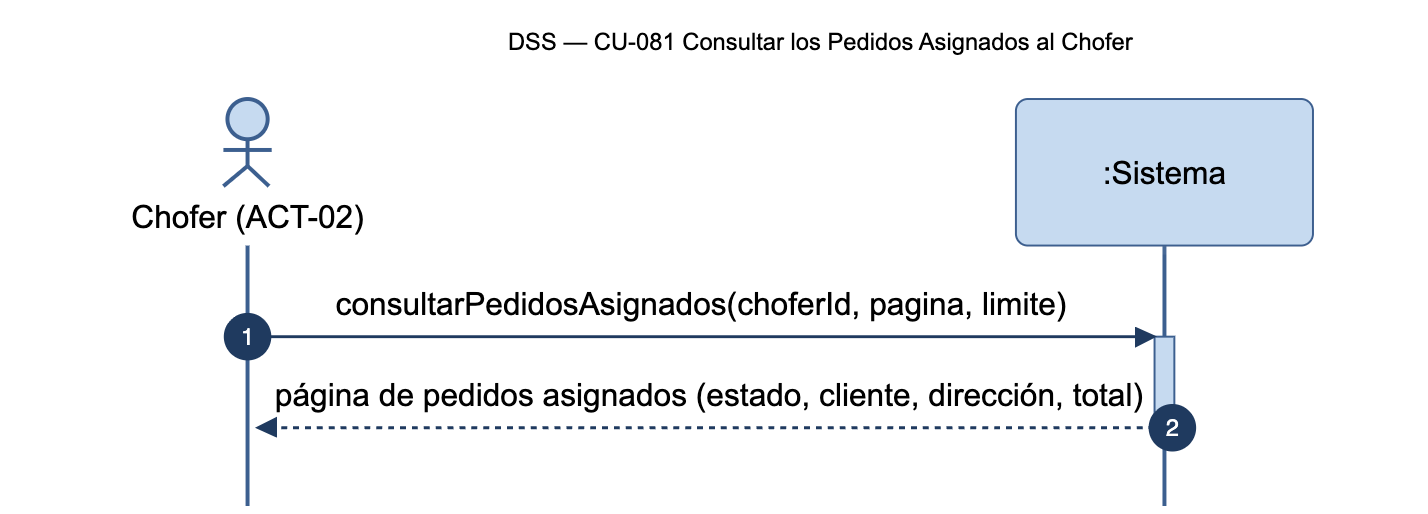 DSS — CU-081 Consultar los Pedidos Asignados al Chofer
:Sistema
Chofer (ACT-02)
consultarPedidosAsignados(choferId, pagina, limite)
1
página de pedidos asignados (estado, cliente, dirección, total)
2